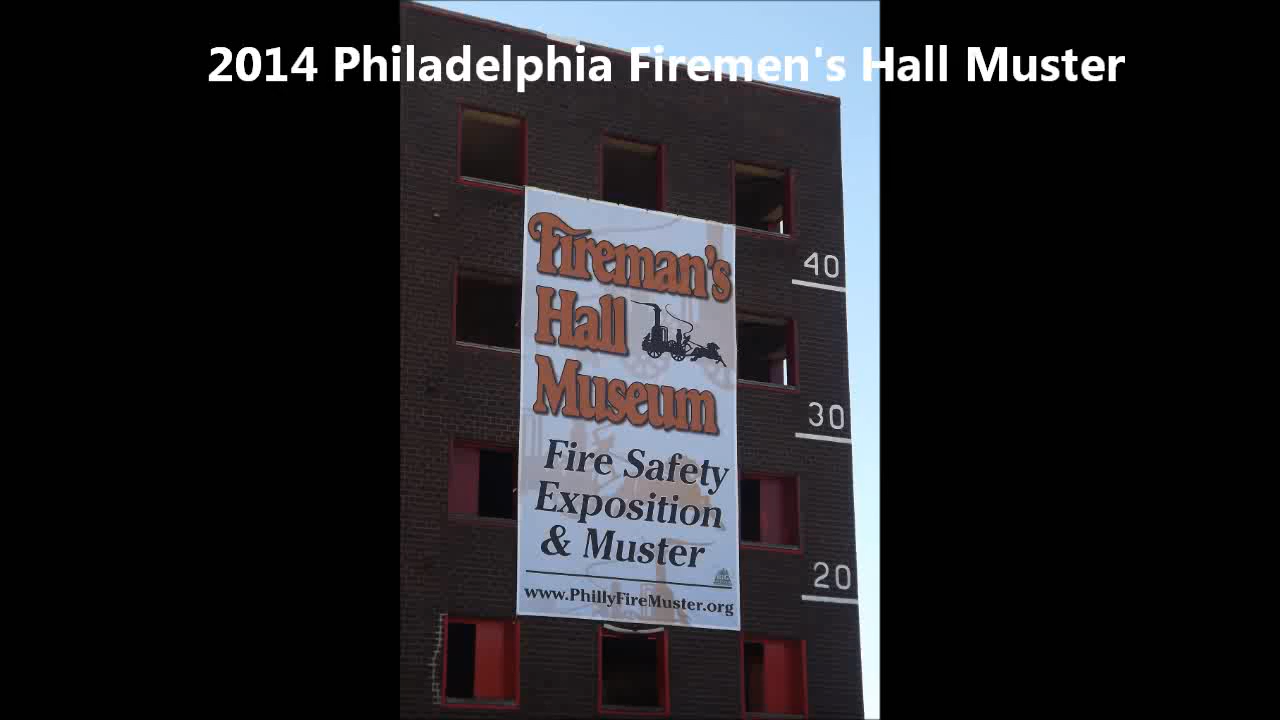 2014 Philadelphia Firemen's Hall Muster
Fireman's
Hall
Museum
40
30
Fire Safety
Exposition
& Muster
20
www.PhillyFireMuster.org